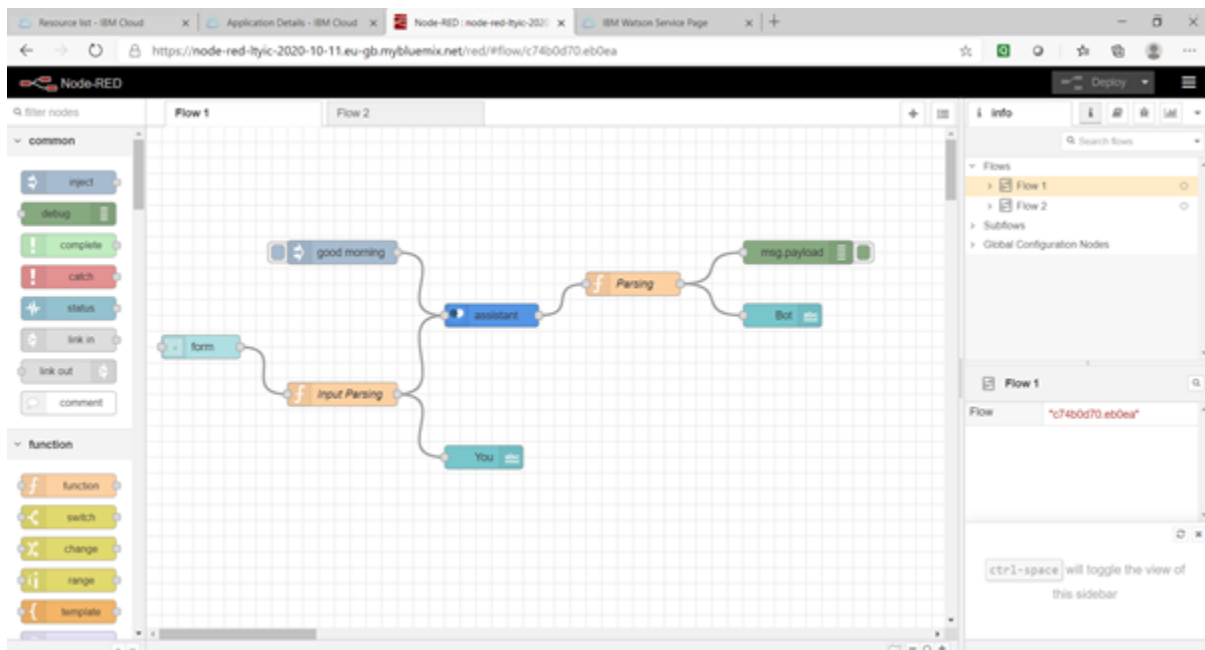 Resource list - IBM Cloud
Application Details - IBM Cloud
Node-RED : node-red-ltyic-2020
IBM Watson Service Page
https://node-red-ltyic-2020-10-11.eu-gb.mybluemix.net/red/#flow/c74b0d70.eb0ea
Node-RED
Deploy
filter nodes
Flow 1
Flow 2
info
common
Search flows
inject
debug
complete
catch
status
link in
link out
comment
function
function
switch
change
range
template
good morning
form
Input Parsing
assistant
You
Parsing
msg.payload
Bot
abc
abc
Flows
Flow 1
Flow 2
Subflows
Global Configuration Nodes
Flow 1
Flow "c74b0d70.eb0ea"
ctrl-space will toggle the view of
this sidebar